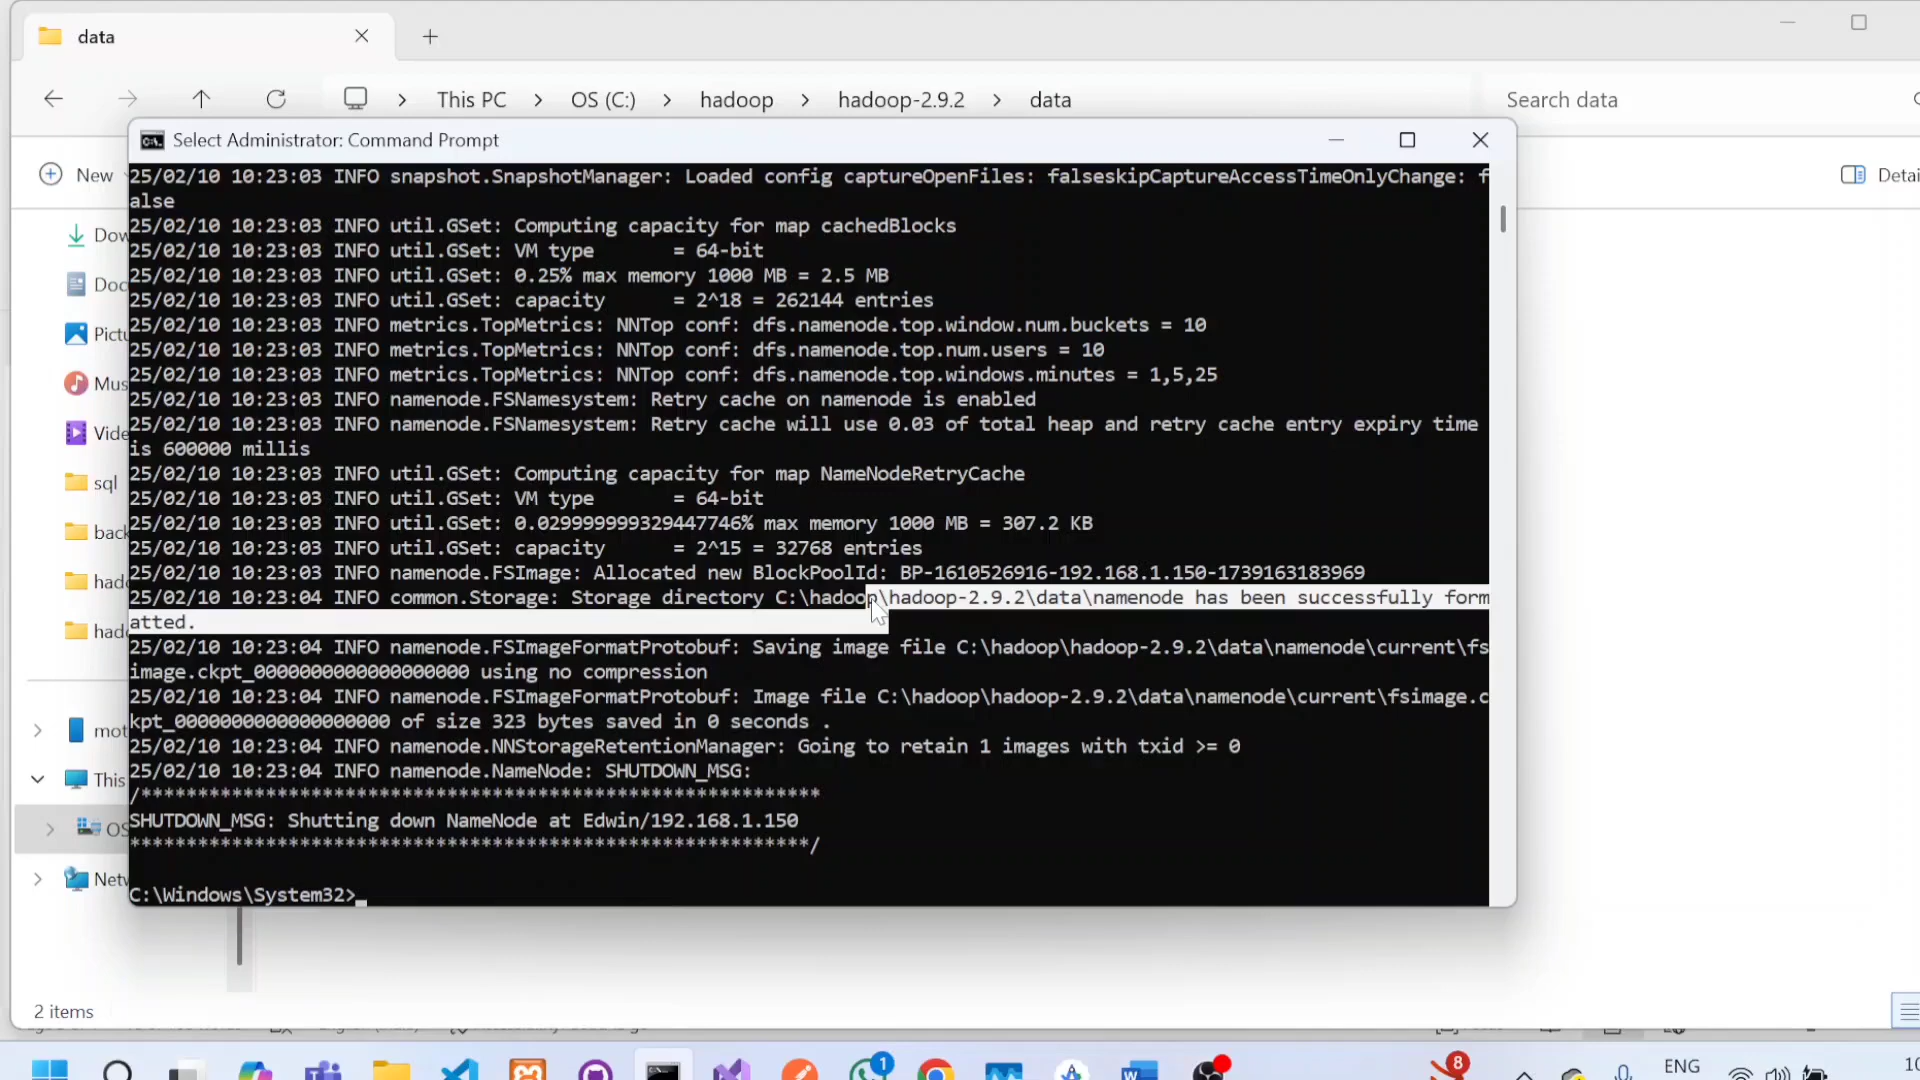 data
This PC > OS (C:) > hadoop > hadoop-2.9.2 > data
Search data
Select Administrator: Command Prompt
New
25/02/10 10:23:03 INFO snapshot.SnapshotManager: Loaded config captureOpenFiles: falseskipCaptureAccessTimeOnlyChange: f
alse
25/02/10 10:23:03 INFO util.GSet: Computing capacity for map cachedBlocks
25/02/10 10:23:03 INFO util.GSet: VM type       = 64-bit
25/02/10 10:23:03 INFO util.GSet: 0.25% max memory 1000 MB = 2.5 MB
25/02/10 10:23:03 INFO util.GSet: capacity      = 2^18 = 262144 entries
25/02/10 10:23:03 INFO metrics.TopMetrics: NNTop conf: dfs.namenode.top.window.num.buckets = 10
25/02/10 10:23:03 INFO metrics.TopMetrics: NNTop conf: dfs.namenode.top.num.users = 10
25/02/10 10:23:03 INFO metrics.TopMetrics: NNTop conf: dfs.namenode.top.windows.minutes = 1,5,25
25/02/10 10:23:03 INFO namenode.FSNamesystem: Retry cache on namenode is enabled
25/02/10 10:23:03 INFO namenode.FSNamesystem: Retry cache will use 0.03 of total heap and retry cache entry expiry time
is 600000 millis
25/02/10 10:23:03 INFO util.GSet: Computing capacity for map NameNodeRetryCache
25/02/10 10:23:03 INFO util.GSet: VM type       = 64-bit
25/02/10 10:23:03 INFO util.GSet: 0.029999999329447746% max memory 1000 MB = 307.2 KB
25/02/10 10:23:03 INFO util.GSet: capacity      = 2^15 = 32768 entries
25/02/10 10:23:03 INFO namenode.FSImage: Allocated new BlockPoolId: BP-1610526916-192.168.1.150-1739163183969
25/02/10 10:23:04 INFO common.Storage: Storage directory C:\hadoop\hadoop-2.9.2\data\namenode has been successfully form
atted.
25/02/10 10:23:04 INFO namenode.FSImageFormatProtobuf: Saving image file C:\hadoop\hadoop-2.9.2\data\namenode\current\fs
image.ckpt_0000000000000000000 using no compression
25/02/10 10:23:04 INFO namenode.FSImageFormatProtobuf: Image file C:\hadoop\hadoop-2.9.2\data\namenode\current\fsimage.c
kpt_0000000000000000000 of size 323 bytes saved in 0 seconds .
25/02/10 10:23:04 INFO namenode.NNStorageRetentionManager: Going to retain 1 images with txid >= 0
25/02/10 10:23:04 INFO namenode.NameNode: SHUTDOWN_MSG:
/************************************************************
SHUTDOWN_MSG: Shutting down NameNode at Edwin/192.168.1.150
************************************************************/
C:\Windows\System32>
Detai
Dow
Doc
Pictu
Mus
Vide
sql
back
hado
hado
mot
This
OS
Netw
2 items
1
8
ENG
10